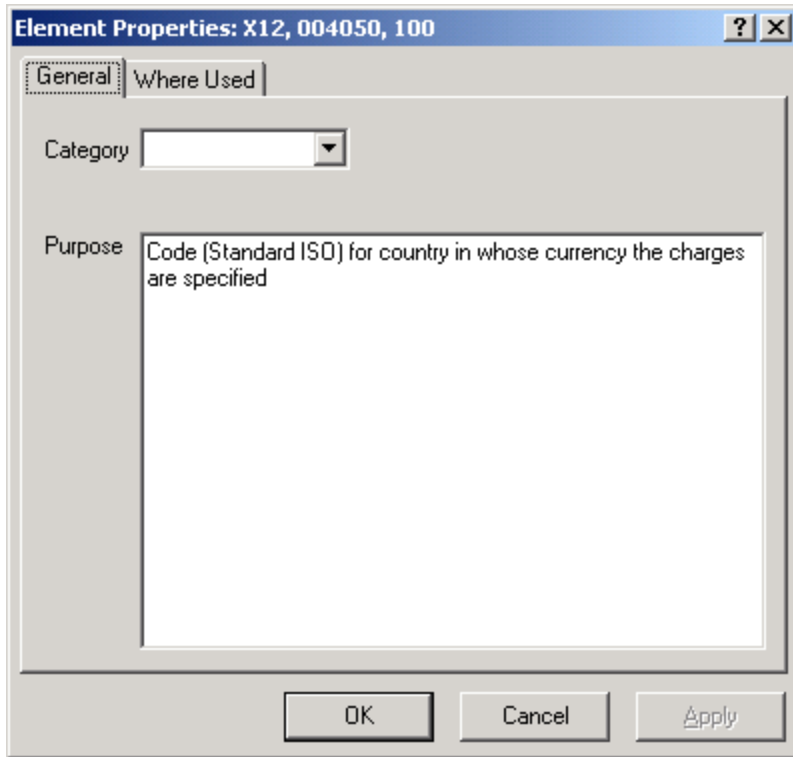 Element Properties: X12, 004050, 100
General
Where Used
Category
Purpose
Code (Standard ISO) for country in whose currency the charges
are specified
OK
Cancel
Apply